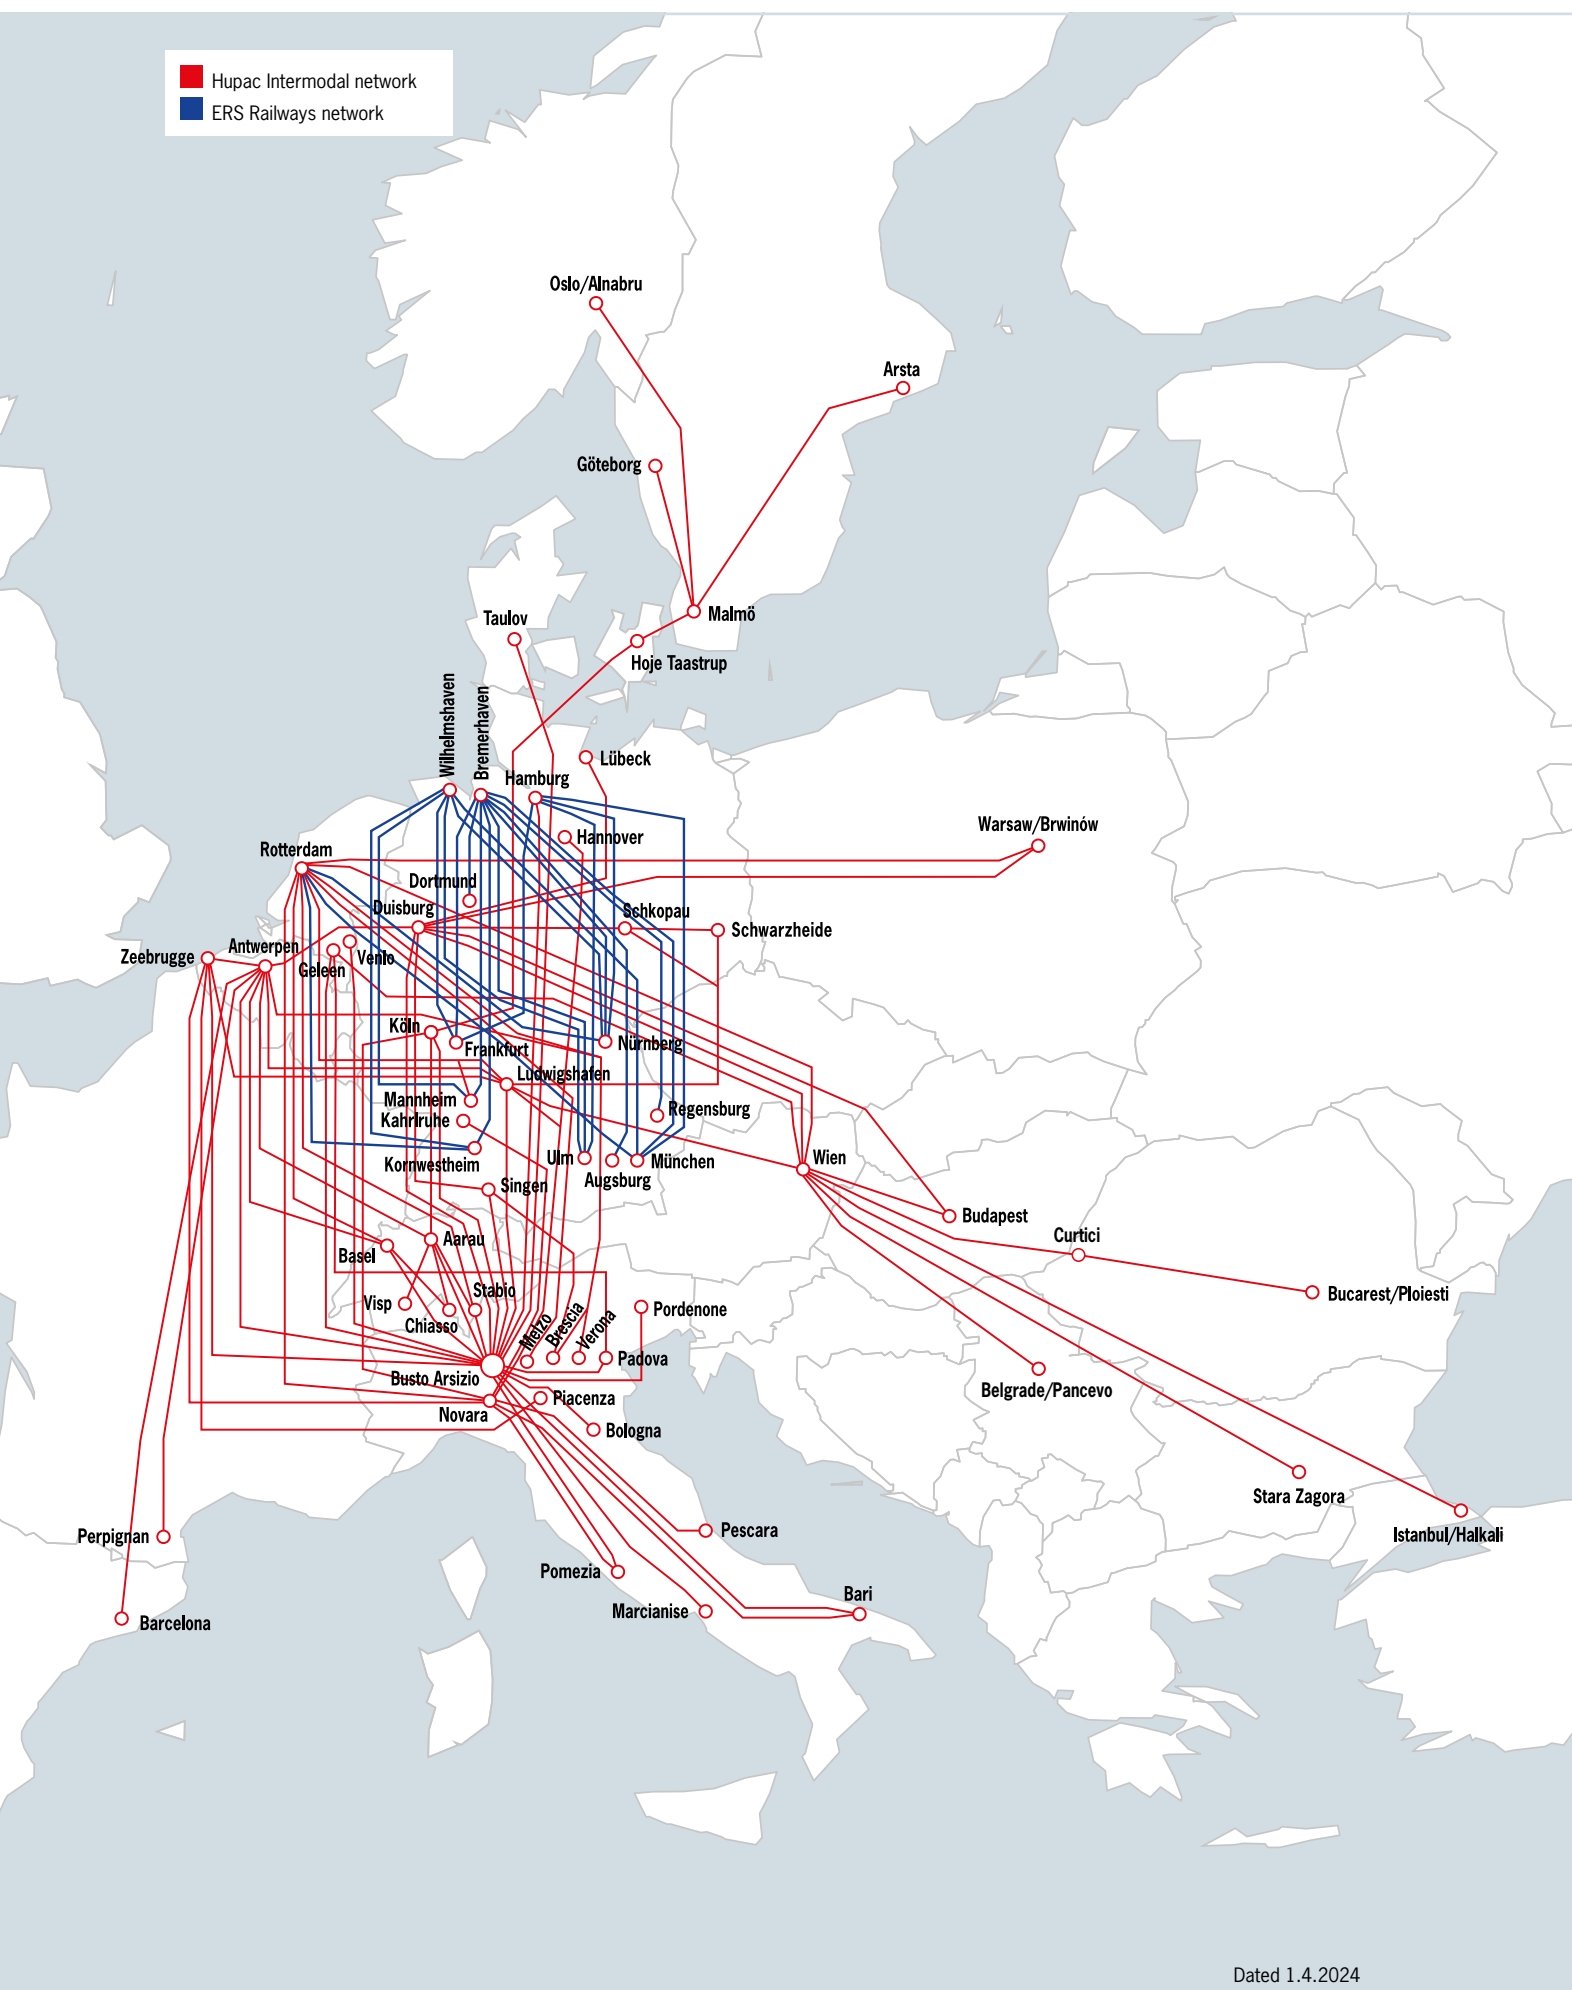 Hupac Intermodal network
ERS Railways network
Oslo/Alnabru
Arsta
Göteborg
Malmö
Taulov
Hoje Taastrup
Wilhelmshaven
Bremerhaven
Lübeck
Hamburg
Hannover
Warsaw/Brwinów
Rotterdam
Dortmund
Duisburg
Schkopau
Schwarzheide
Zeebrugge
Antwerpen
Geleen
Venlo
Köln
Frankfurt
Nürnberg
Ludwigshafen
Mannheim
Kahrlruhe
Regensburg
Kornwestheim
Ulm
Augsburg
München
Wien
Singen
Budapest
Curtici
Basel
Aarau
Bucarest/Ploiesti
Visp
Stabio
Chiasso
Melzo
Brescia
Verona
Pordenone
Padova
Busto Arsizio
Belgrade/Pancevo
Novara
Piacenza
Bologna
Stara Zagora
Istanbul/Halkali
Perpignan
Pescara
Pomezia
Marcianise
Bari
Barcelona
Dated 1.4.2024